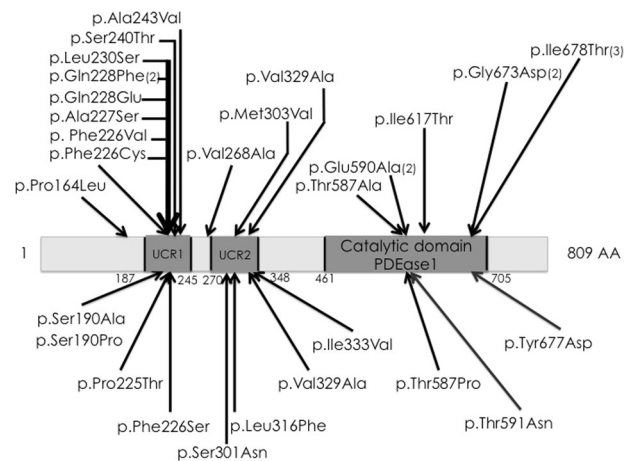 p.Ala243Val
p.Ser240Thr
p.Leu230Ser
p.Gln228Phe(2)
p.Gln228Glu
p.Ala227Ser
p. Phe226Val
p.Phe226Cys
p.Pro164Leu
p.Val268Ala
p.Met303Val
p.Val329Ala
p.Ile617Thr
p.Glu590Ala(2)
p.Thr587Ala
p.Gly673Asp(2)
p.Ile678Thr(3)
1
UCR1
UCR2
Catalytic domain
PDEase1
809 AA
187
245
270
348
461
705
p.Ser190Ala
p.Ser190Pro
p.Pro225Thr
p.Phe226Ser
p.Ser301Asn
p.Leu316Phe
p.Val329Ala
p.Ile333Val
p.Thr587Pro
p.Thr591Asn
p.Tyr677Asp